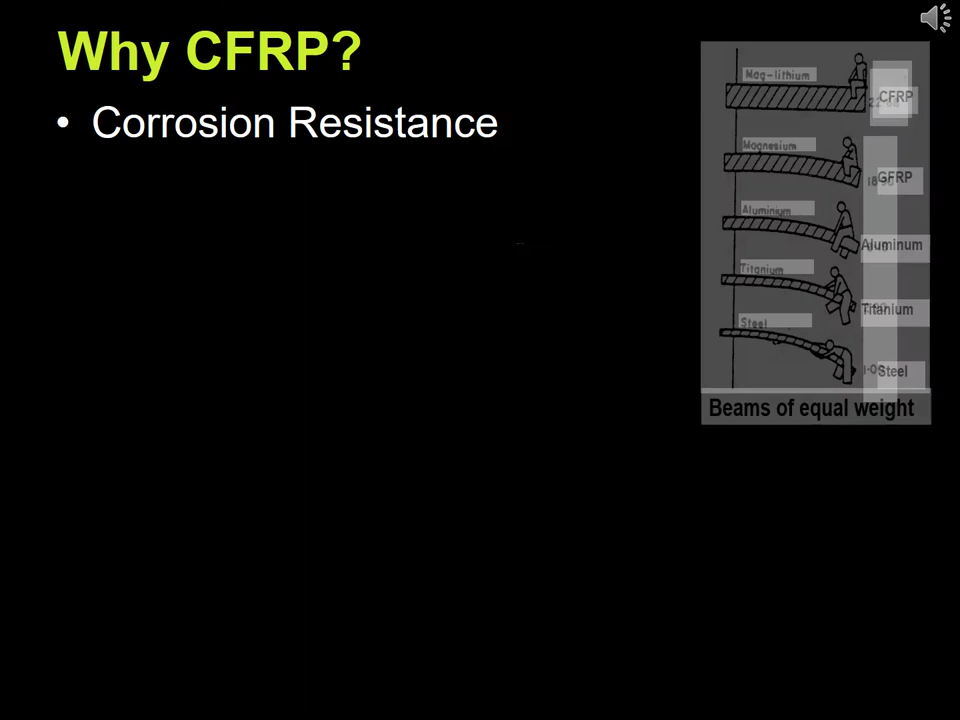 Why CFRP?
• Corrosion Resistance
Mag-lithium
CFRP
Magnesium
GFRP
Aluminium
Aluminum
Titanium
Titanium
Steel
Steel
Beams of equal weight